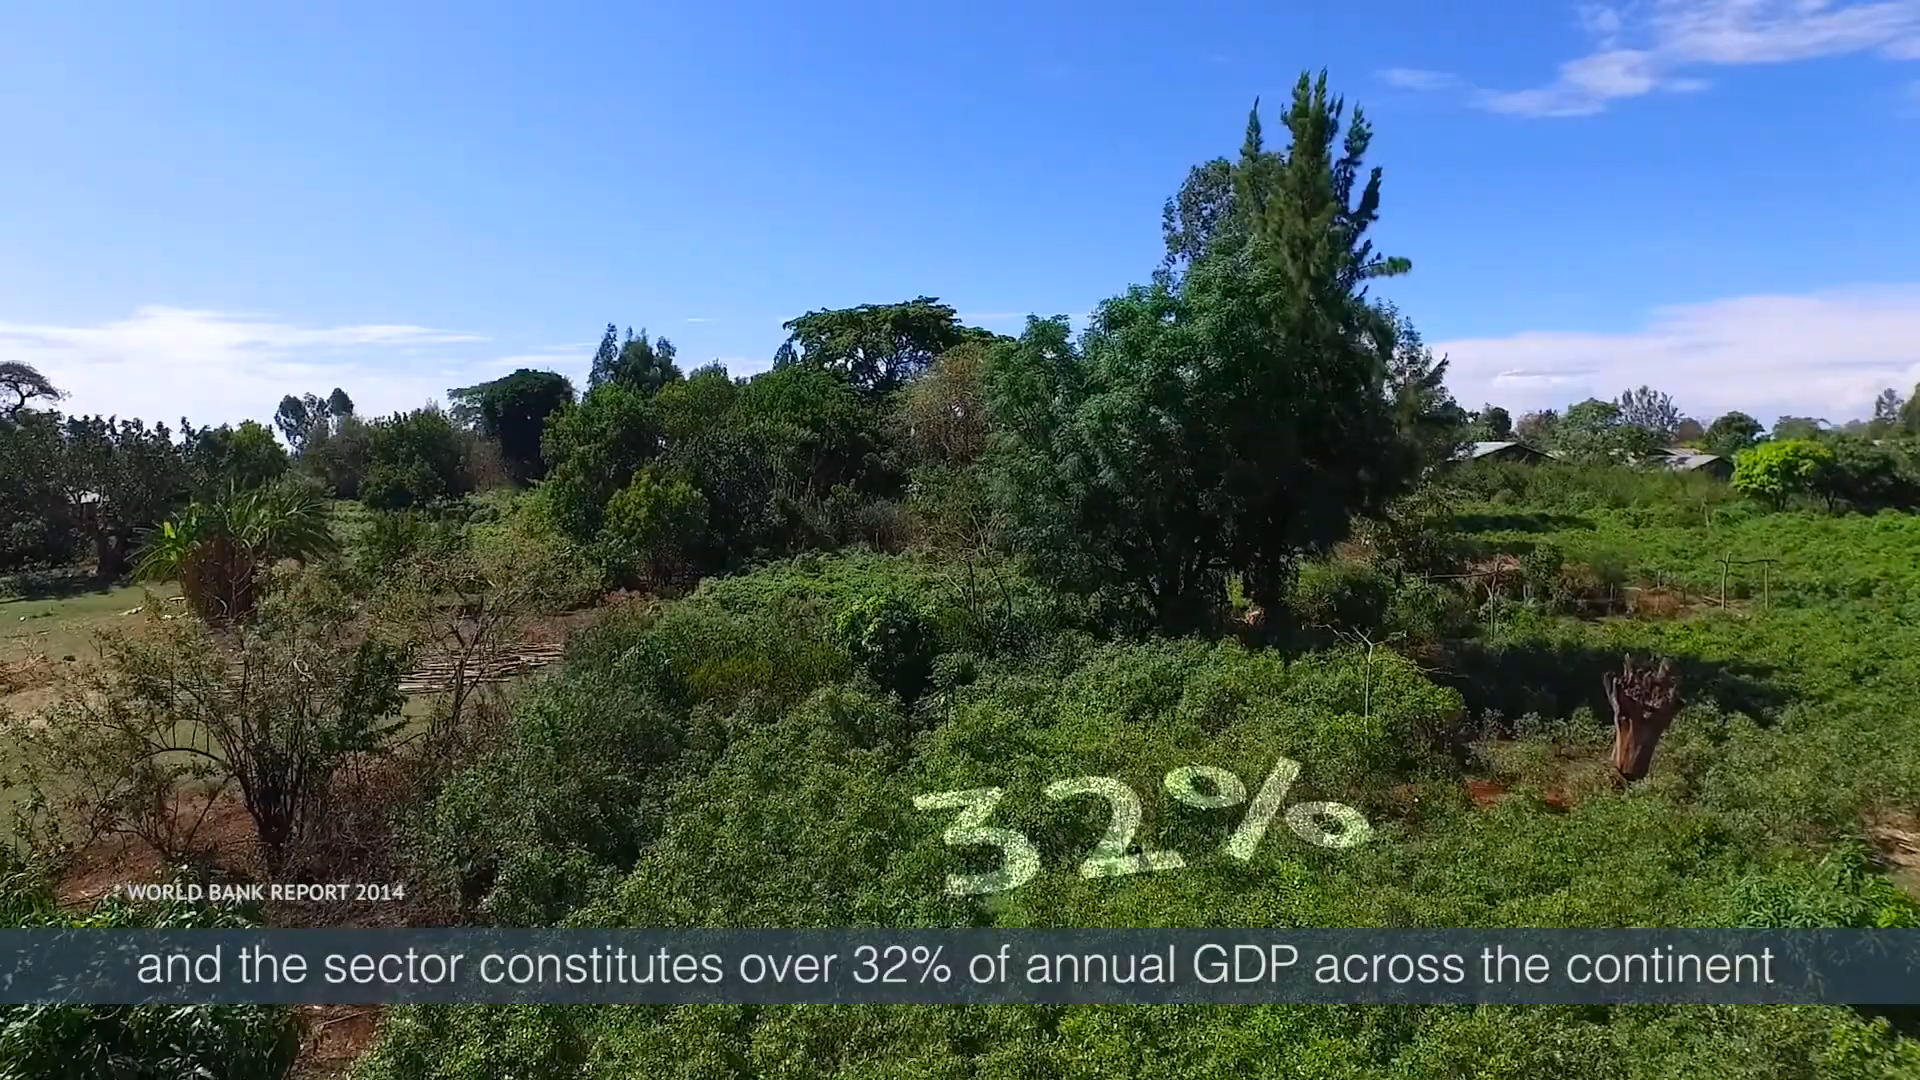 32%
* WORLD BANK REPORT 2014
and the sector constitutes over 32% of annual GDP across the continent